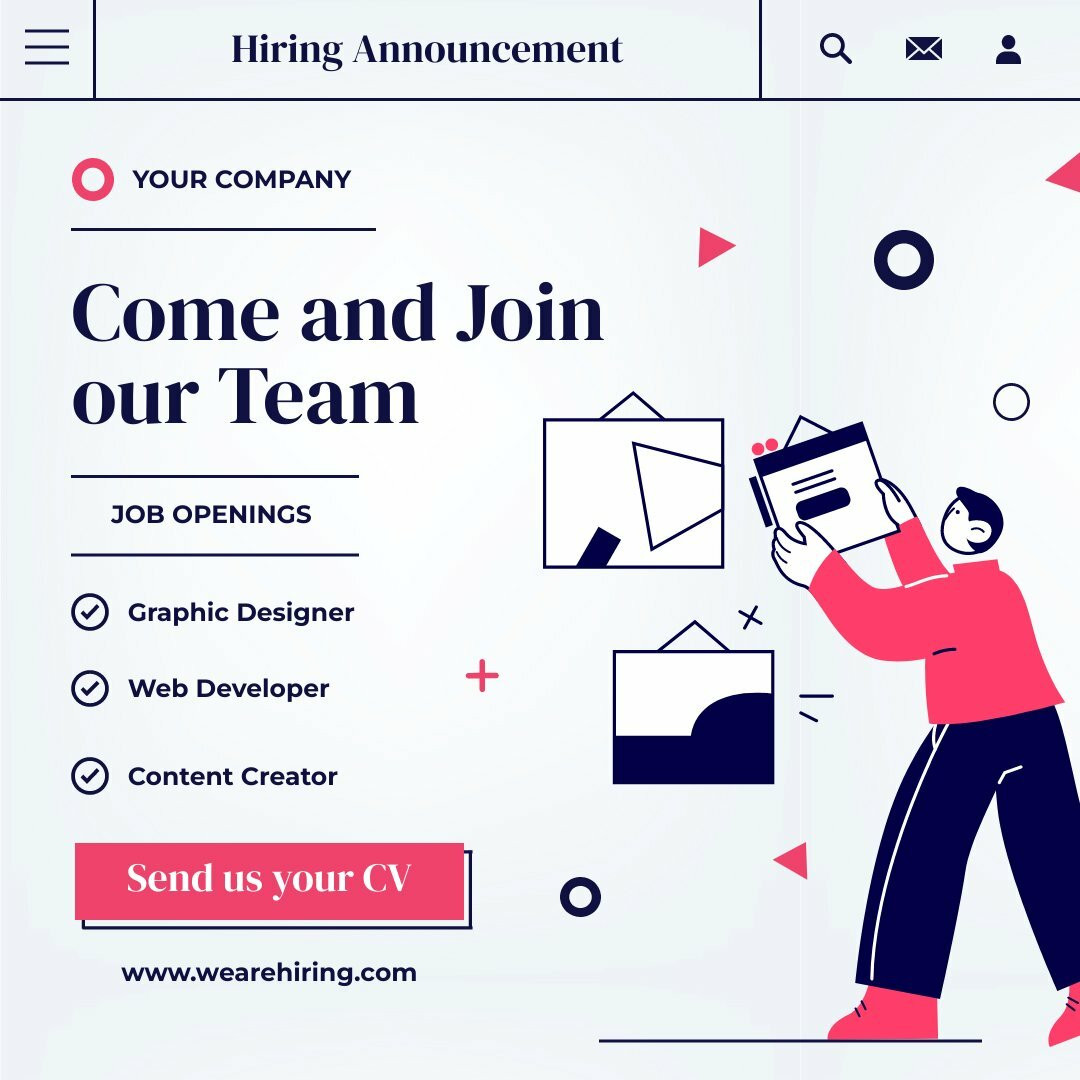 Hiring Announcement
YOUR COMPANY
Come and Join
our Team
JOB OPENINGS
Graphic Designer
Web Developer
Content Creator
Send us your CV
www.wearehiring.com